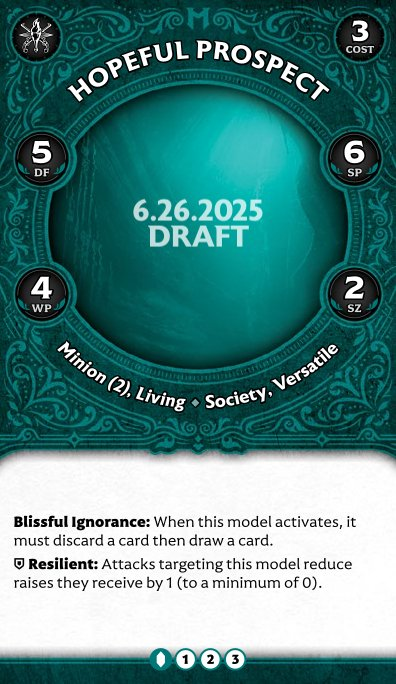 3
COST
HOPEFUL PROSPECT
5
DF
6
SP
6.26.2025
DRAFT
4
WP
2
SZ
Minion (2), Living ◆ Society, Versatile
Blissful Ignorance: When this model activates, it
must discard a card then draw a card.
Resilient: Attacks targeting this model reduce
raises they receive by 1 (to a minimum of 0).
1 2 3